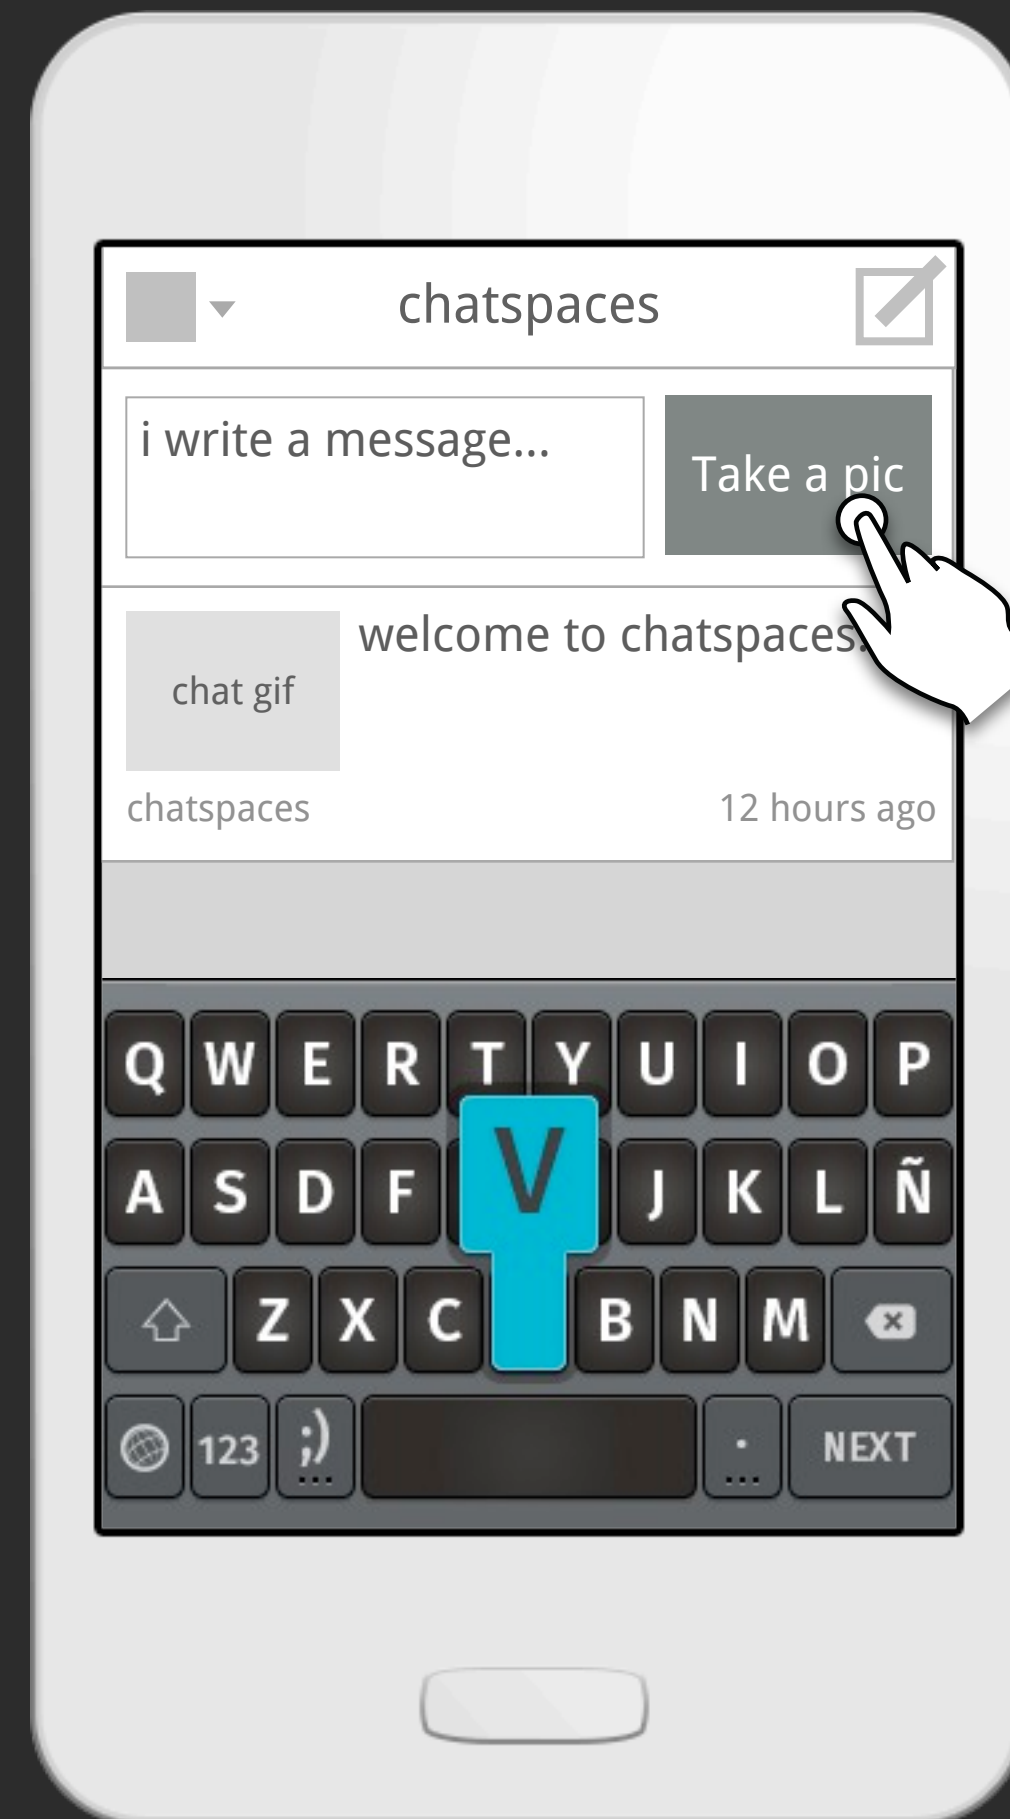 chatspaces
i write a message...
Take a pic
welcome to chatspaces.
chat gif
chatspaces
12 hours ago
Q W E R T Y U I O P
A S D F J K L Ñ
V
Z X C B N M
123 ;) ... . ... NEXT